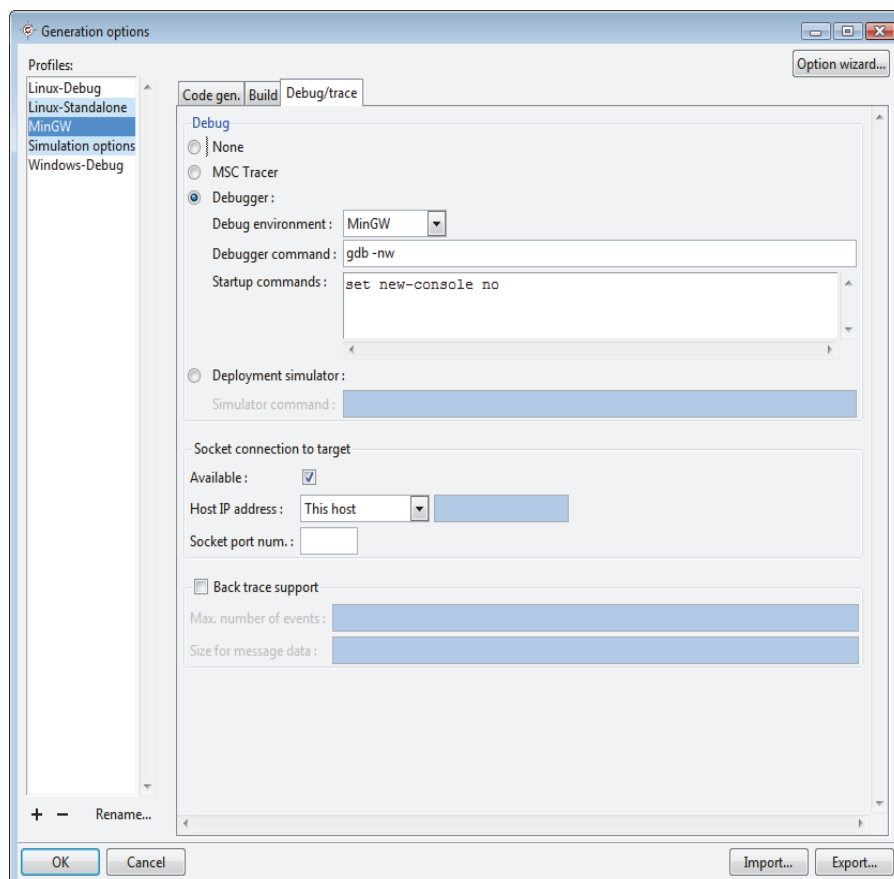 Generation options
Profiles:
Option wizard...
Linux-Debug
Linux-Standalone
MinGW
Simulation options
Windows-Debug
Code gen. Build Debug/trace
Debug
None
MSC Tracer
Debugger :
Debug environment : MinGW
Debugger command : gdb -nw
Startup commands : set new-console no
Deployment simulator :
Simulator command :
Socket connection to target
Available :
Host IP address : This host
Socket port num. :
Back trace support
Max. number of events :
Size for message data :
+ − Rename...
OK Cancel Import... Export...